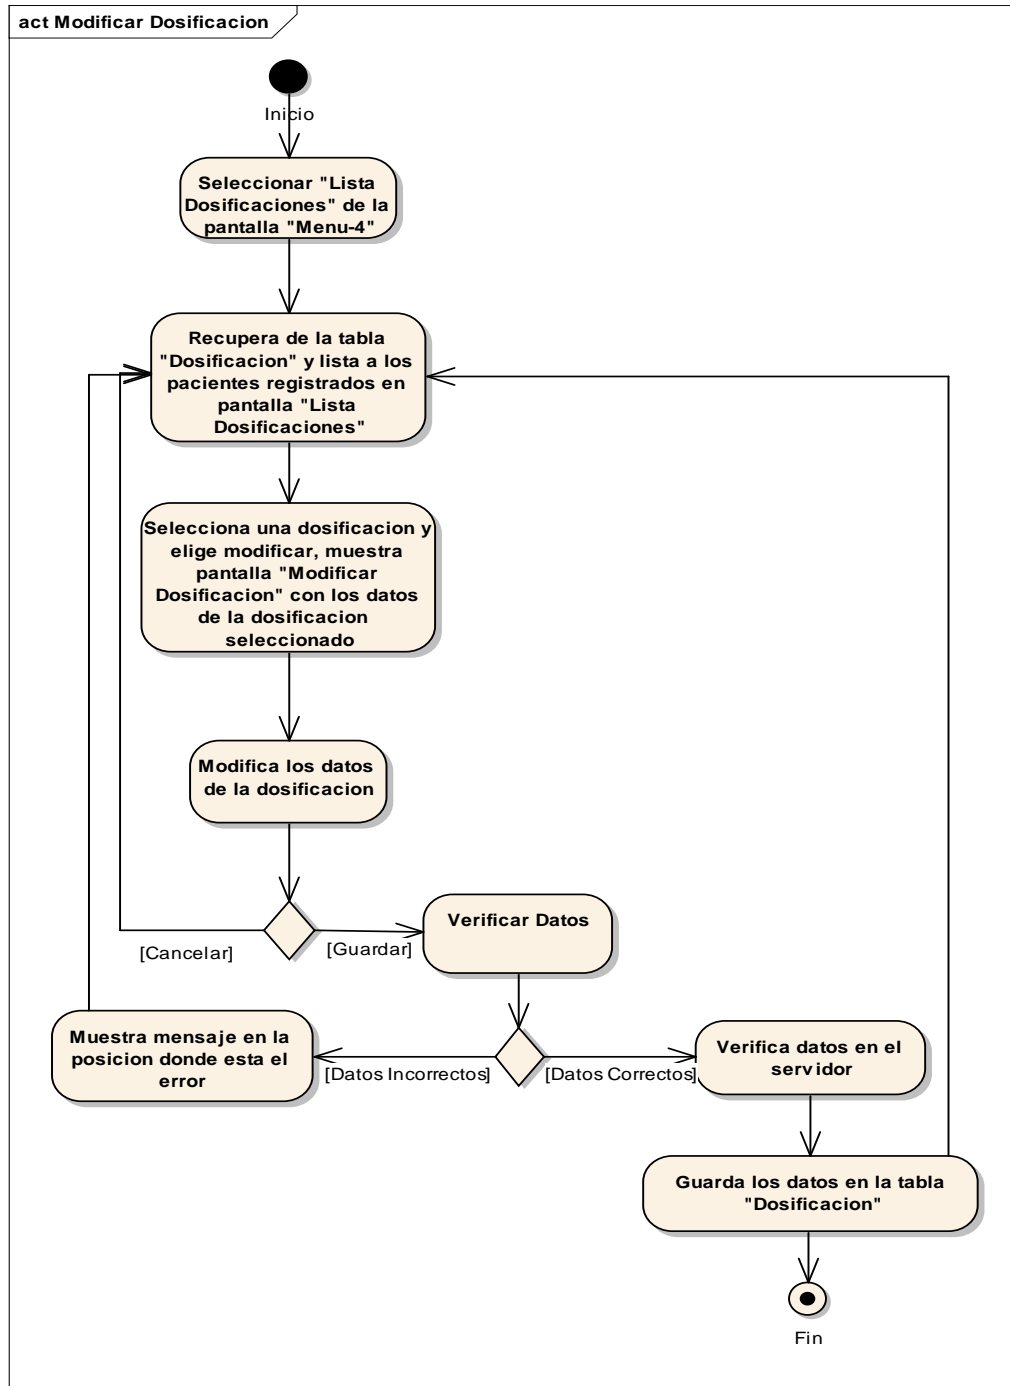 act Modificar Dosificacion
Inicio
Seleccionar "Lista
Dosificaciones" de la
pantalla "Menu-4"
Recupera de la tabla
"Dosificacion" y lista a los
pacientes registrados en
pantalla "Lista
Dosificaciones"
Selecciona una dosificacion y
elige modificar, muestra
pantalla "Modificar
Dosificacion" con los datos
de la dosificacion
seleccionado
Modifica los datos
de la dosificacion
[Cancelar]
[Guardar]
Verificar Datos
Muestra mensaje en la
posicion donde esta el
error
[Datos Incorrectos]
[Datos Correctos]
Verifica datos en el
servidor
Guarda los datos en la tabla
"Dosificacion"
Fin